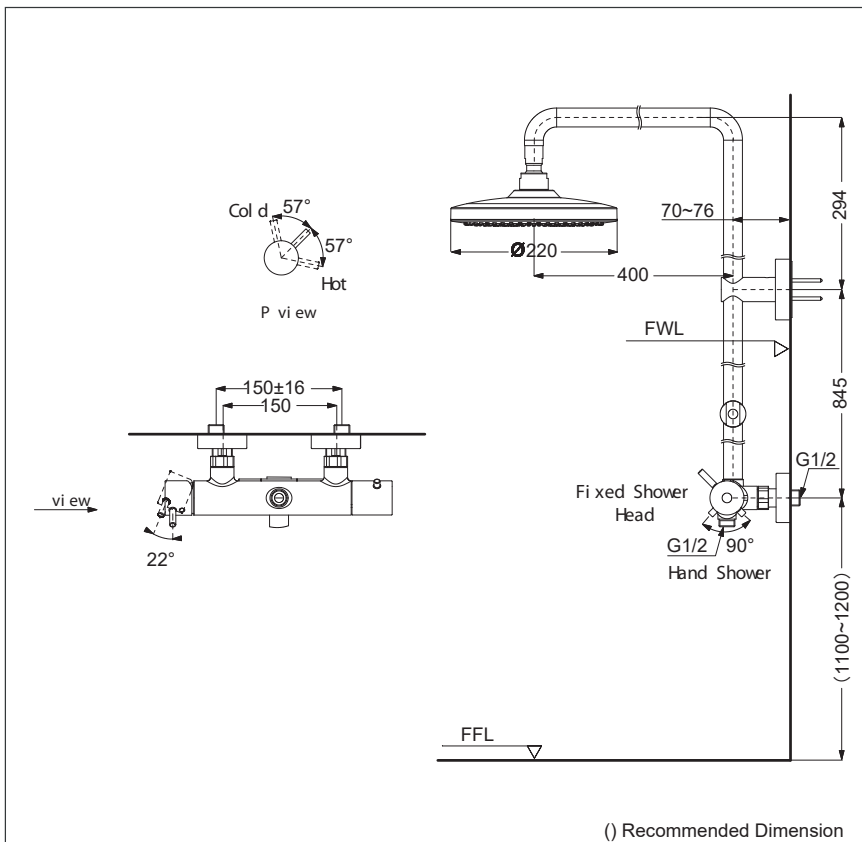 294
70~76
Cold 57°
57°
Hot
Ø220
400
P view
FWL
845
150±16
150
G1/2
view
Fixed Shower
Head
G1/2 90°
22°
Hand Shower
(1100~1200)
FFL
() Recommended Dimension